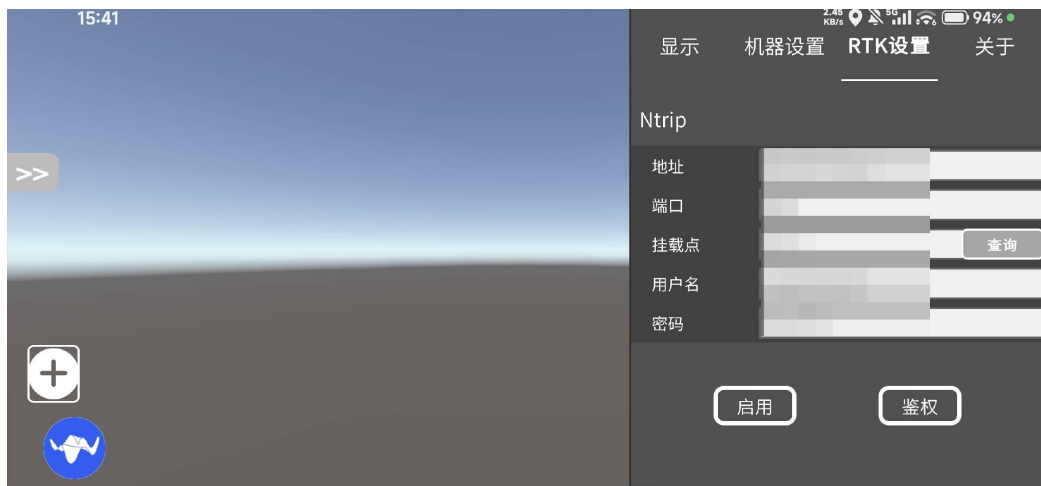 15:41
2.45 KB/s 5G 6 94%
显示 机器设置 RTK设置 关于
>>
Ntrip
地址
端口
挂载点 查询
用户名
密码
启用 鉴权